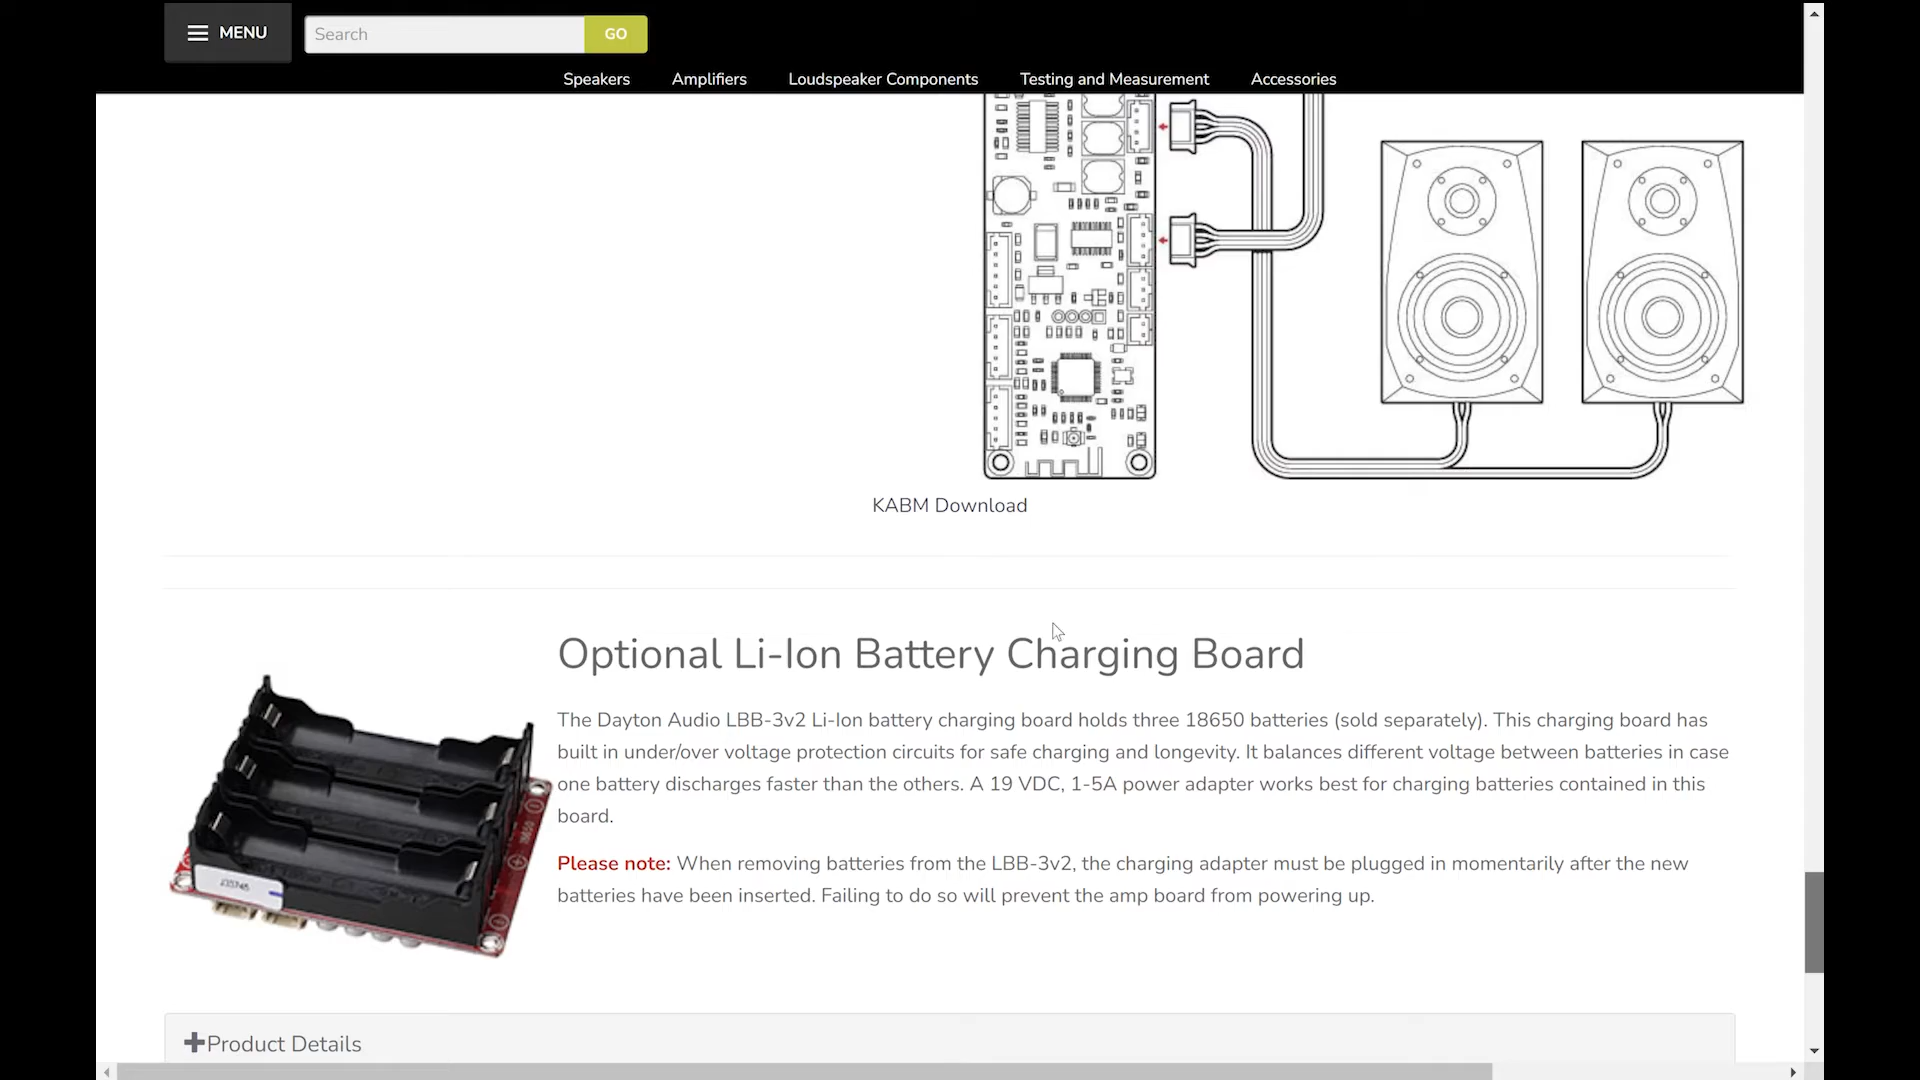 MENU
Search
GO
Speakers
Amplifiers
Loudspeaker Components
Testing and Measurement
Accessories
KABM Download
Optional Li-Ion Battery Charging Board
The Dayton Audio LBB-3v2 Li-Ion battery charging board holds three 18650 batteries (sold separately). This charging board has
built in under/over voltage protection circuits for safe charging and longevity. It balances different voltage between batteries in case
one battery discharges faster than the others. A 19 VDC, 1-5A power adapter works best for charging batteries contained in this
board.
Please note: When removing batteries from the LBB-3v2, the charging adapter must be plugged in momentarily after the new
batteries have been inserted. Failing to do so will prevent the amp board from powering up.
Product Details